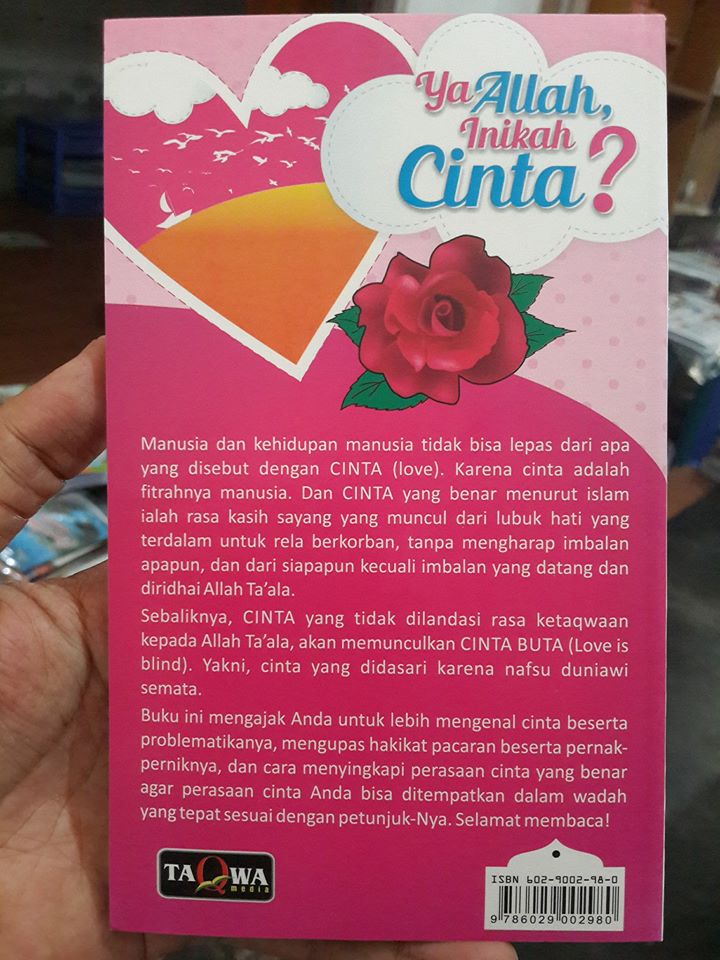 Ya Allah,
Inikah
Cinta?
Manusia dan kehidupan manusia tidak bisa lepas dari apa
yang disebut dengan CINTA (love). Karena cinta adalah
fitrahnya manusia. Dan CINTA yang benar menurut islam
ialah rasa kasih sayang yang muncul dari lubuk hati yang
terdalam untuk rela berkorban, tanpa mengharap imbalan
apapun, dan dari siapapun kecuali imbalan yang datang dan
diridhai Allah Ta'ala.
Sebaliknya, CINTA yang tidak dilandasi rasa ketaqwaan
kepada Allah Ta'ala, akan memunculkan CINTA BUTA (Love is
blind). Yakni, cinta yang didasari karena nafsu duniawi
semata.
Buku ini mengajak Anda untuk lebih mengenal cinta beserta
problematikanya, mengupas hakikat pacaran beserta pernak-
perniknya, dan cara menyingkapi perasaan cinta yang benar
agar perasaan cinta Anda bisa ditempatkan dalam wadah
yang tepat sesuai dengan petunjuk-Nya. Selamat membaca!
TAQWA
media
ISBN 602-9002-98-0
9 786029 002980